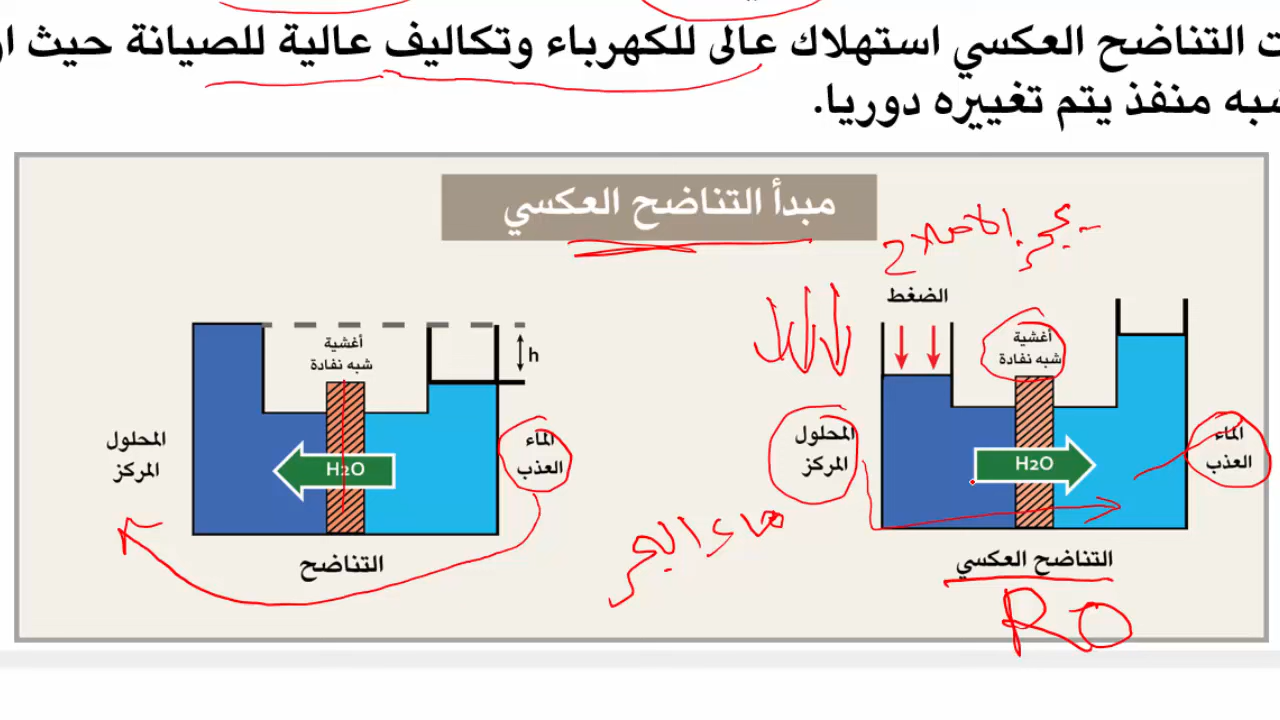 ت التناضح العكسي استهلاك عالى للكهرباء وتكاليف عالية للصيانة حيث
شبه منفذ يتم تغييره دوريا.
مبدأ التناضح العكسي
الضغط
أغشية
شبه نفادة
المحلول
المركز
H2O
الماء
العذب
التناضح العكسي
RO
ماء البحر
أغشية
شبه نفادة
h
الماء
العذب
H2O
المحلول
المركز
التناضح